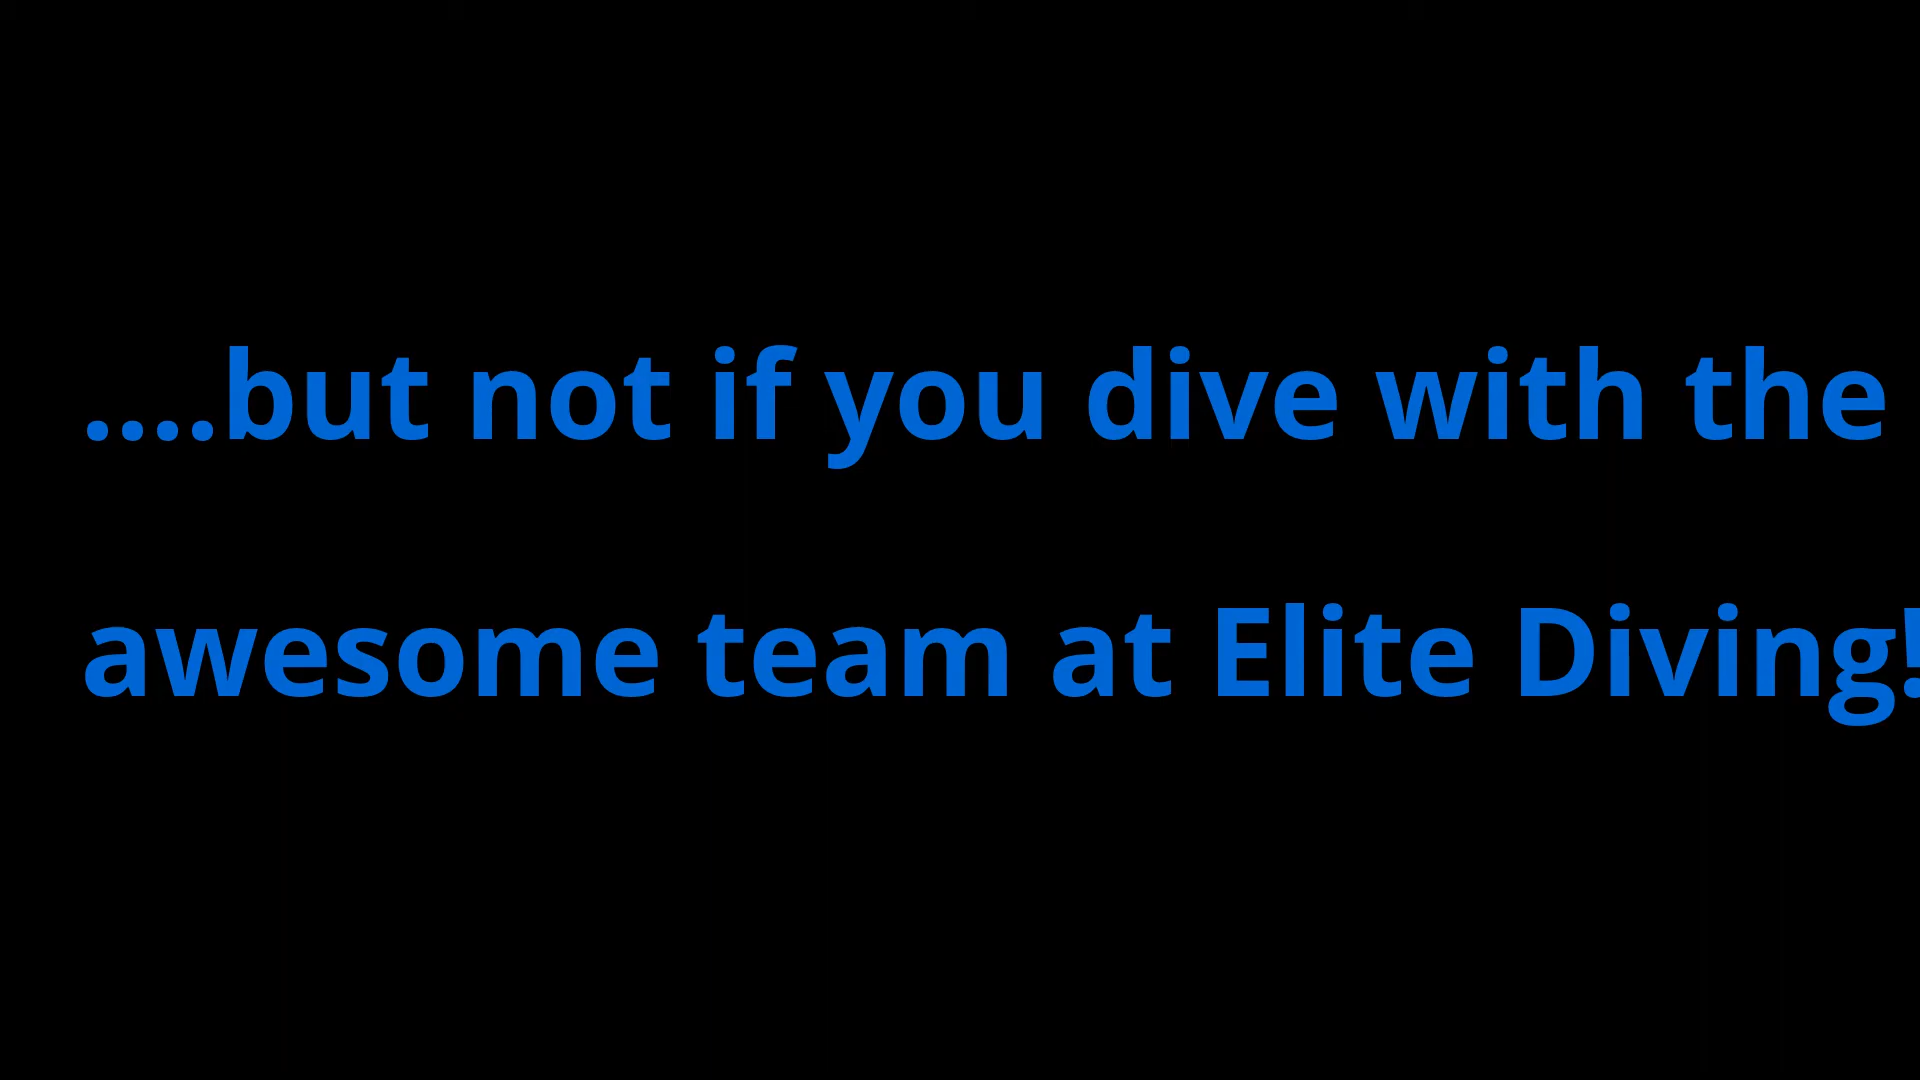 ....but not if you dive with the
awesome team at Elite Diving!